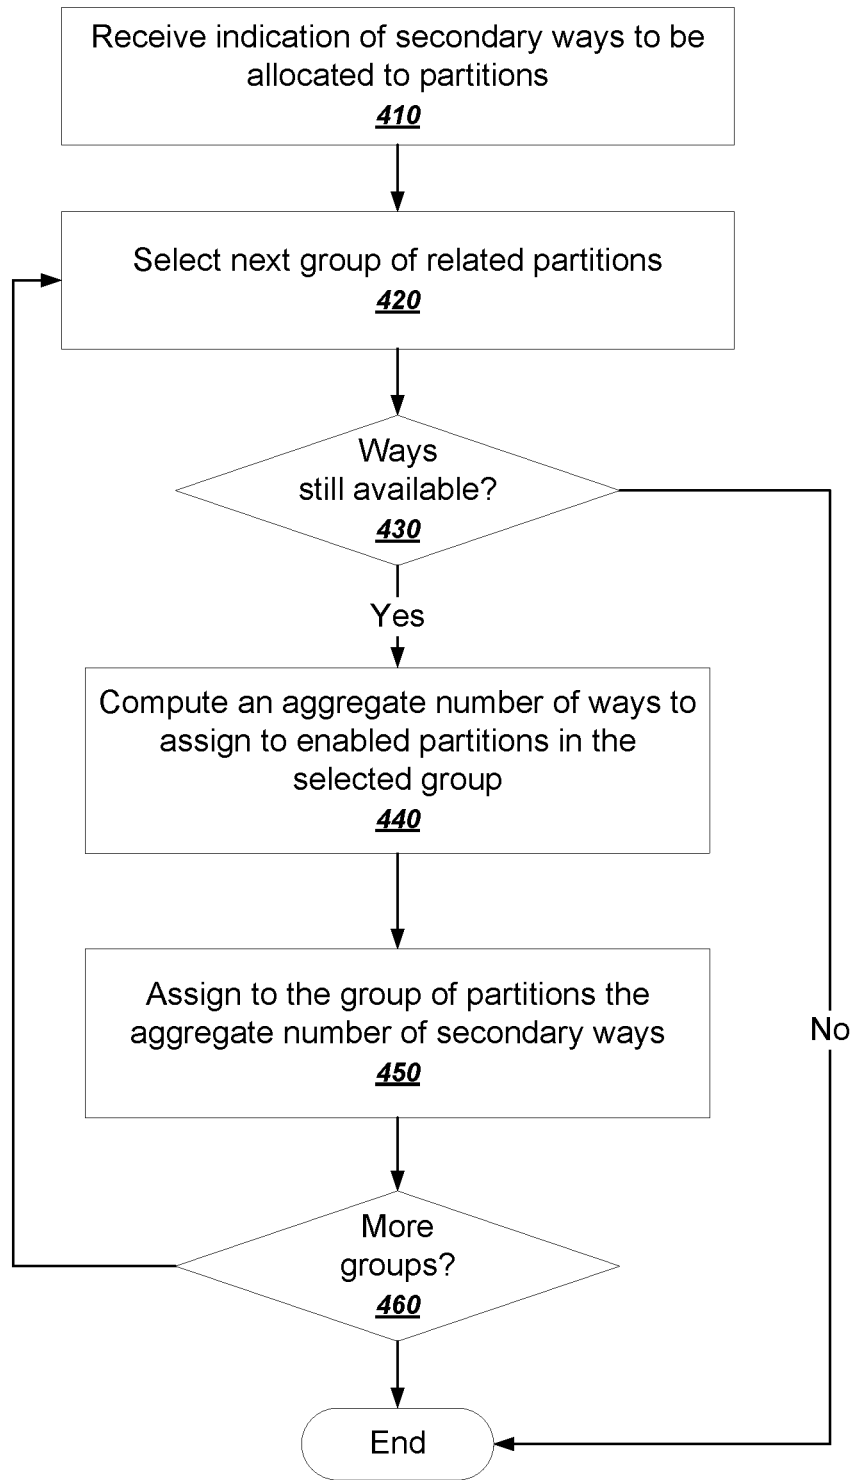 Receive indication of secondary ways to be
allocated to partitions
410
Select next group of related partitions
420
Ways
still available?
430
Yes
Compute an aggregate number of ways to
assign to enabled partitions in the
selected group
440
Assign to the group of partitions the
aggregate number of secondary ways
450
No
More
groups?
460
End